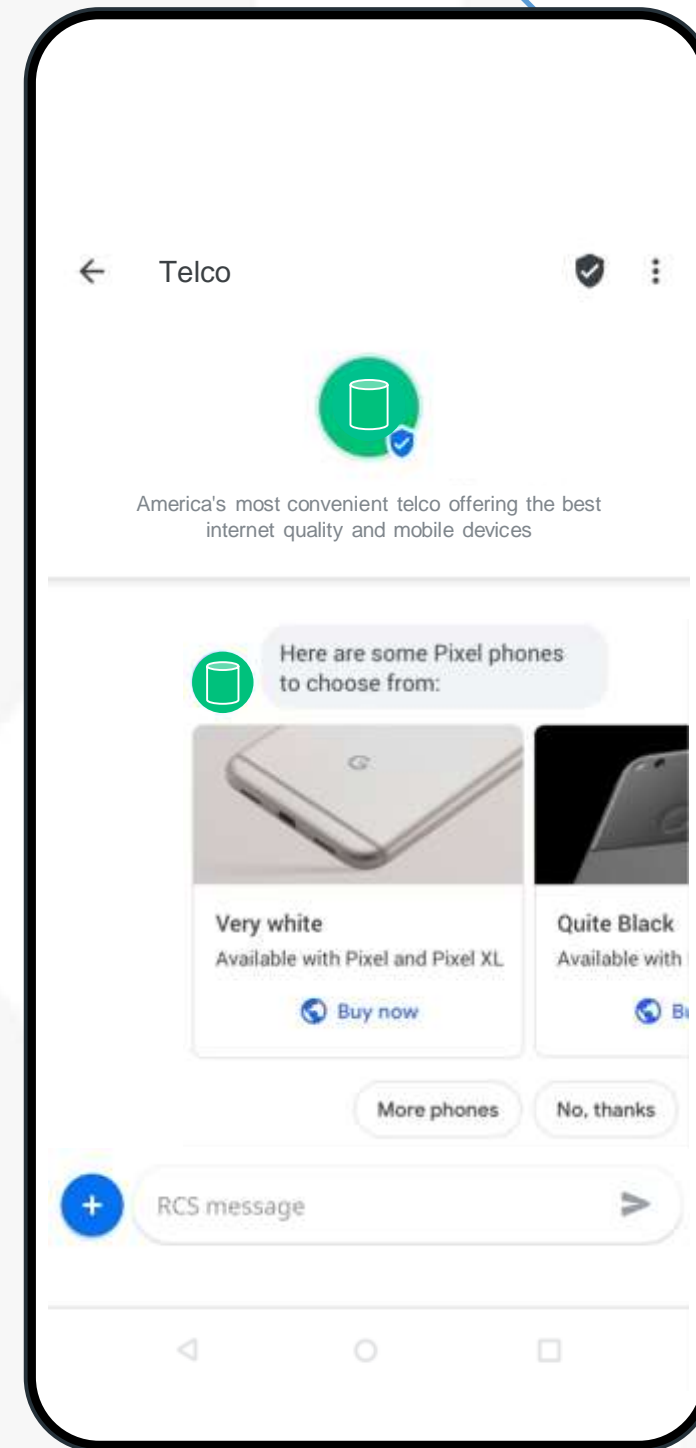 Telco
America's most convenient telco offering the best
internet quality and mobile devices
Here are some Pixel phones
to choose from:
Very white
Available with Pixel and Pixel XL
Buy now
Quite Black
Available with
More phones
No, thanks
RCS message